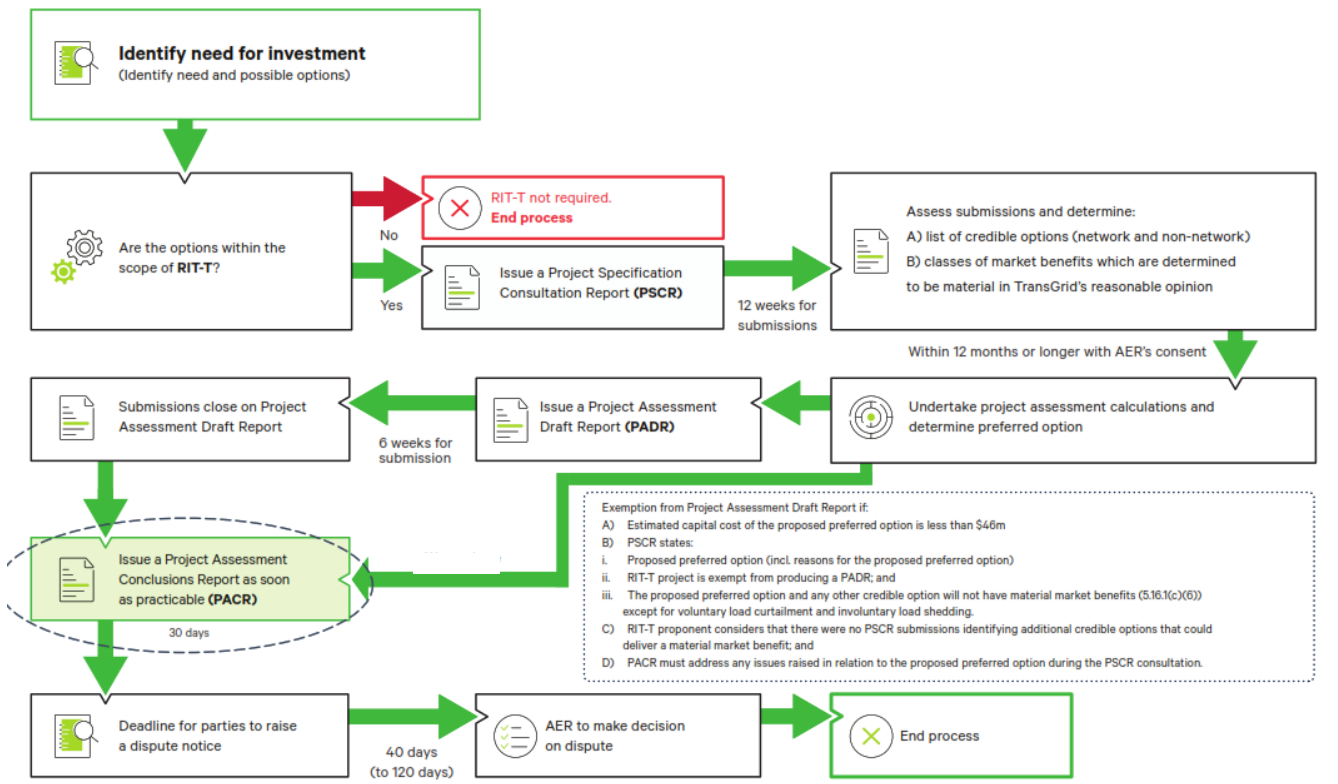 Identify need for investment
(Identify need and possible options)
Are the options within the
scope of RIT-T?
No
RIT-T not required.
End process
Yes
Issue a Project Specification
Consultation Report (PSCR)
12 weeks for
submissions
Assess submissions and determine:
A) list of credible options (network and non-network)
B) classes of market benefits which are determined
to be material in TransGrid's reasonable opinion
Within 12 months or longer with AER's consent
Undertake project assessment calculations and
determine preferred option
Issue a Project Assessment
Draft Report (PADR)
6 weeks for
submission
Submissions close on Project
Assessment Draft Report
Exemption from Project Assessment Draft Report if:
A) Estimated capital cost of the proposed preferred option is less than $46m
B) PSCR states:
i. Proposed preferred option (incl. reasons for the proposed preferred option)
ii. RIT-T project is exempt from producing a PADR; and
iii. The proposed preferred option and any other credible option will not have material market benefits (5.16.1(c)(6))
except for voluntary load curtailment and involuntary load shedding.
C) RIT-T proponent considers that there were no PSCR submissions identifying additional credible options that could
deliver a material market benefit; and
D) PACR must address any issues raised in relation to the proposed preferred option during the PSCR consultation.
Issue a Project Assessment
Conclusions Report as soon
as practicable (PACR)
30 days
Deadline for parties to raise
a dispute notice
40 days
(to 120 days)
AER to make decision
on dispute
End process